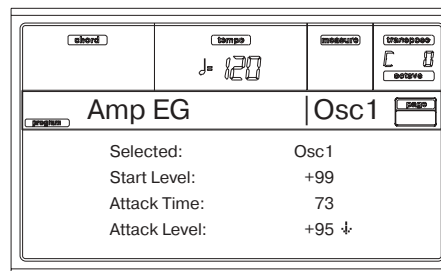 chord tempo measure transpose
♩= 120 C 0
octave
Amp EG Osc1 page
program
Selected: Osc1
Start Level: +99
Attack Time: 73
Attack Level: +95